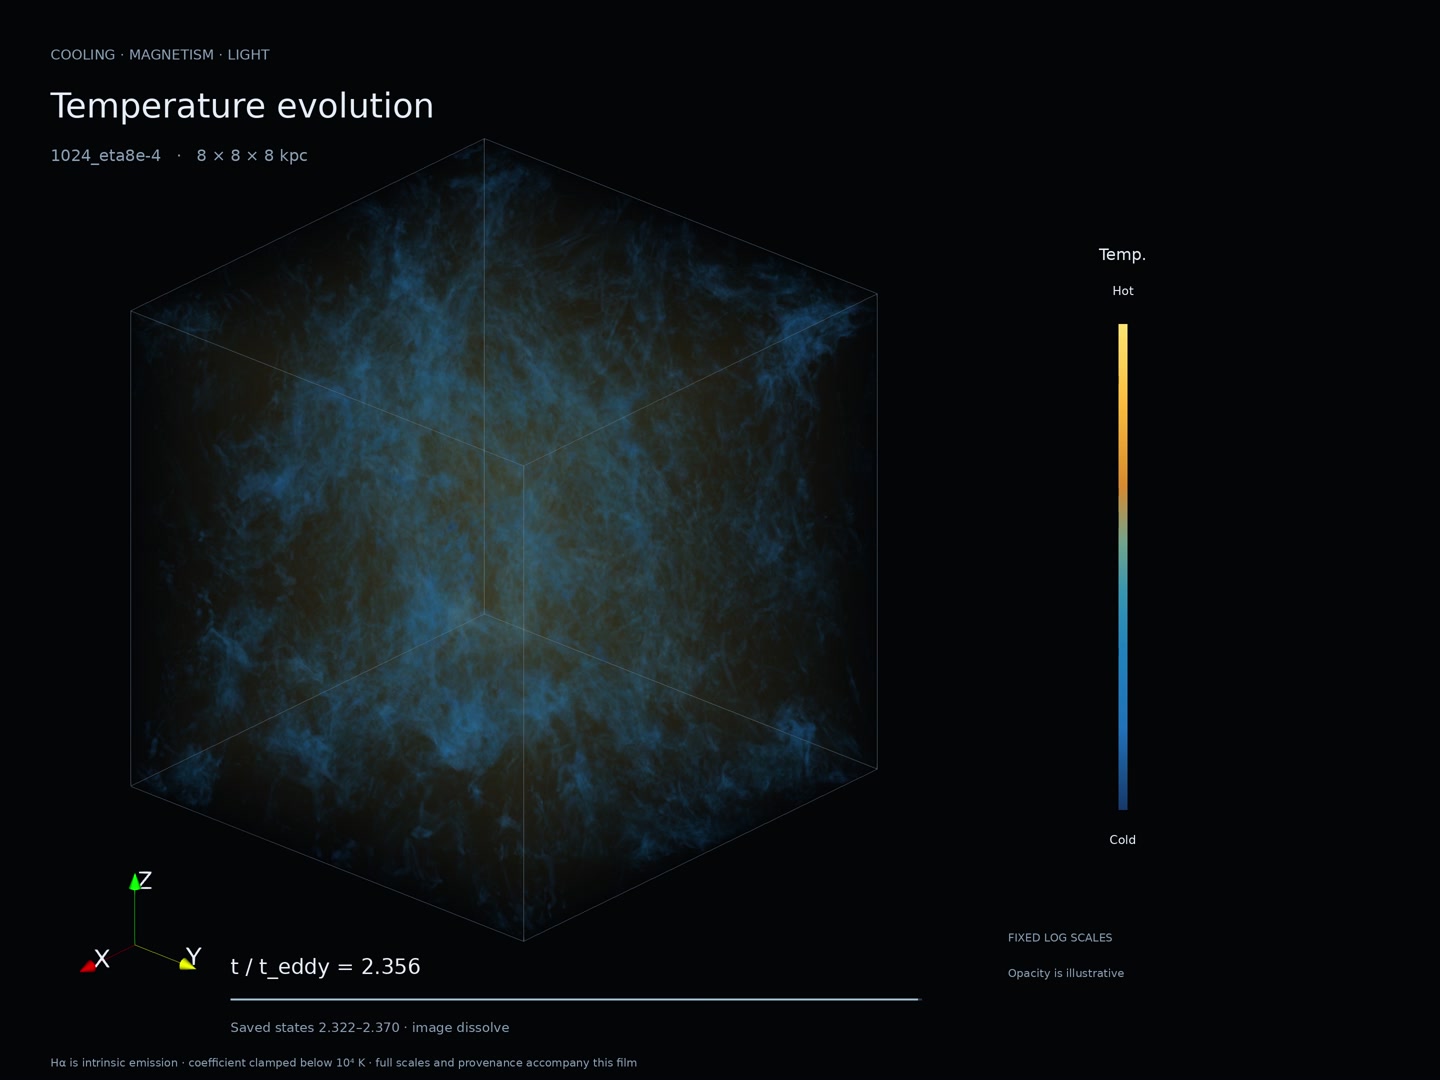 COOLING · MAGNETISM · LIGHT
Temperature evolution
1024_eta8e-4 · 8 × 8 × 8 kpc
Temp.
Hot
Cold
Z
X
Y
t / t_eddy = 2.356
FIXED LOG SCALES
Opacity is illustrative
Saved states 2.322–2.370 · image dissolve
Hα is intrinsic emission · coefficient clamped below 10⁴ K · full scales and provenance accompany this film